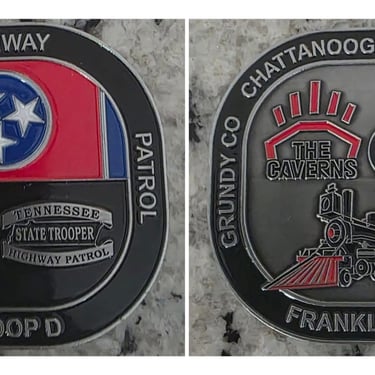 WAY
PATROL
TENNESSEE
STATE TROOPER
HIGHWAY PATROL
OOP D
GRUNDY CO
CHATTANOOG
THE
CAVERNS
FRANKL